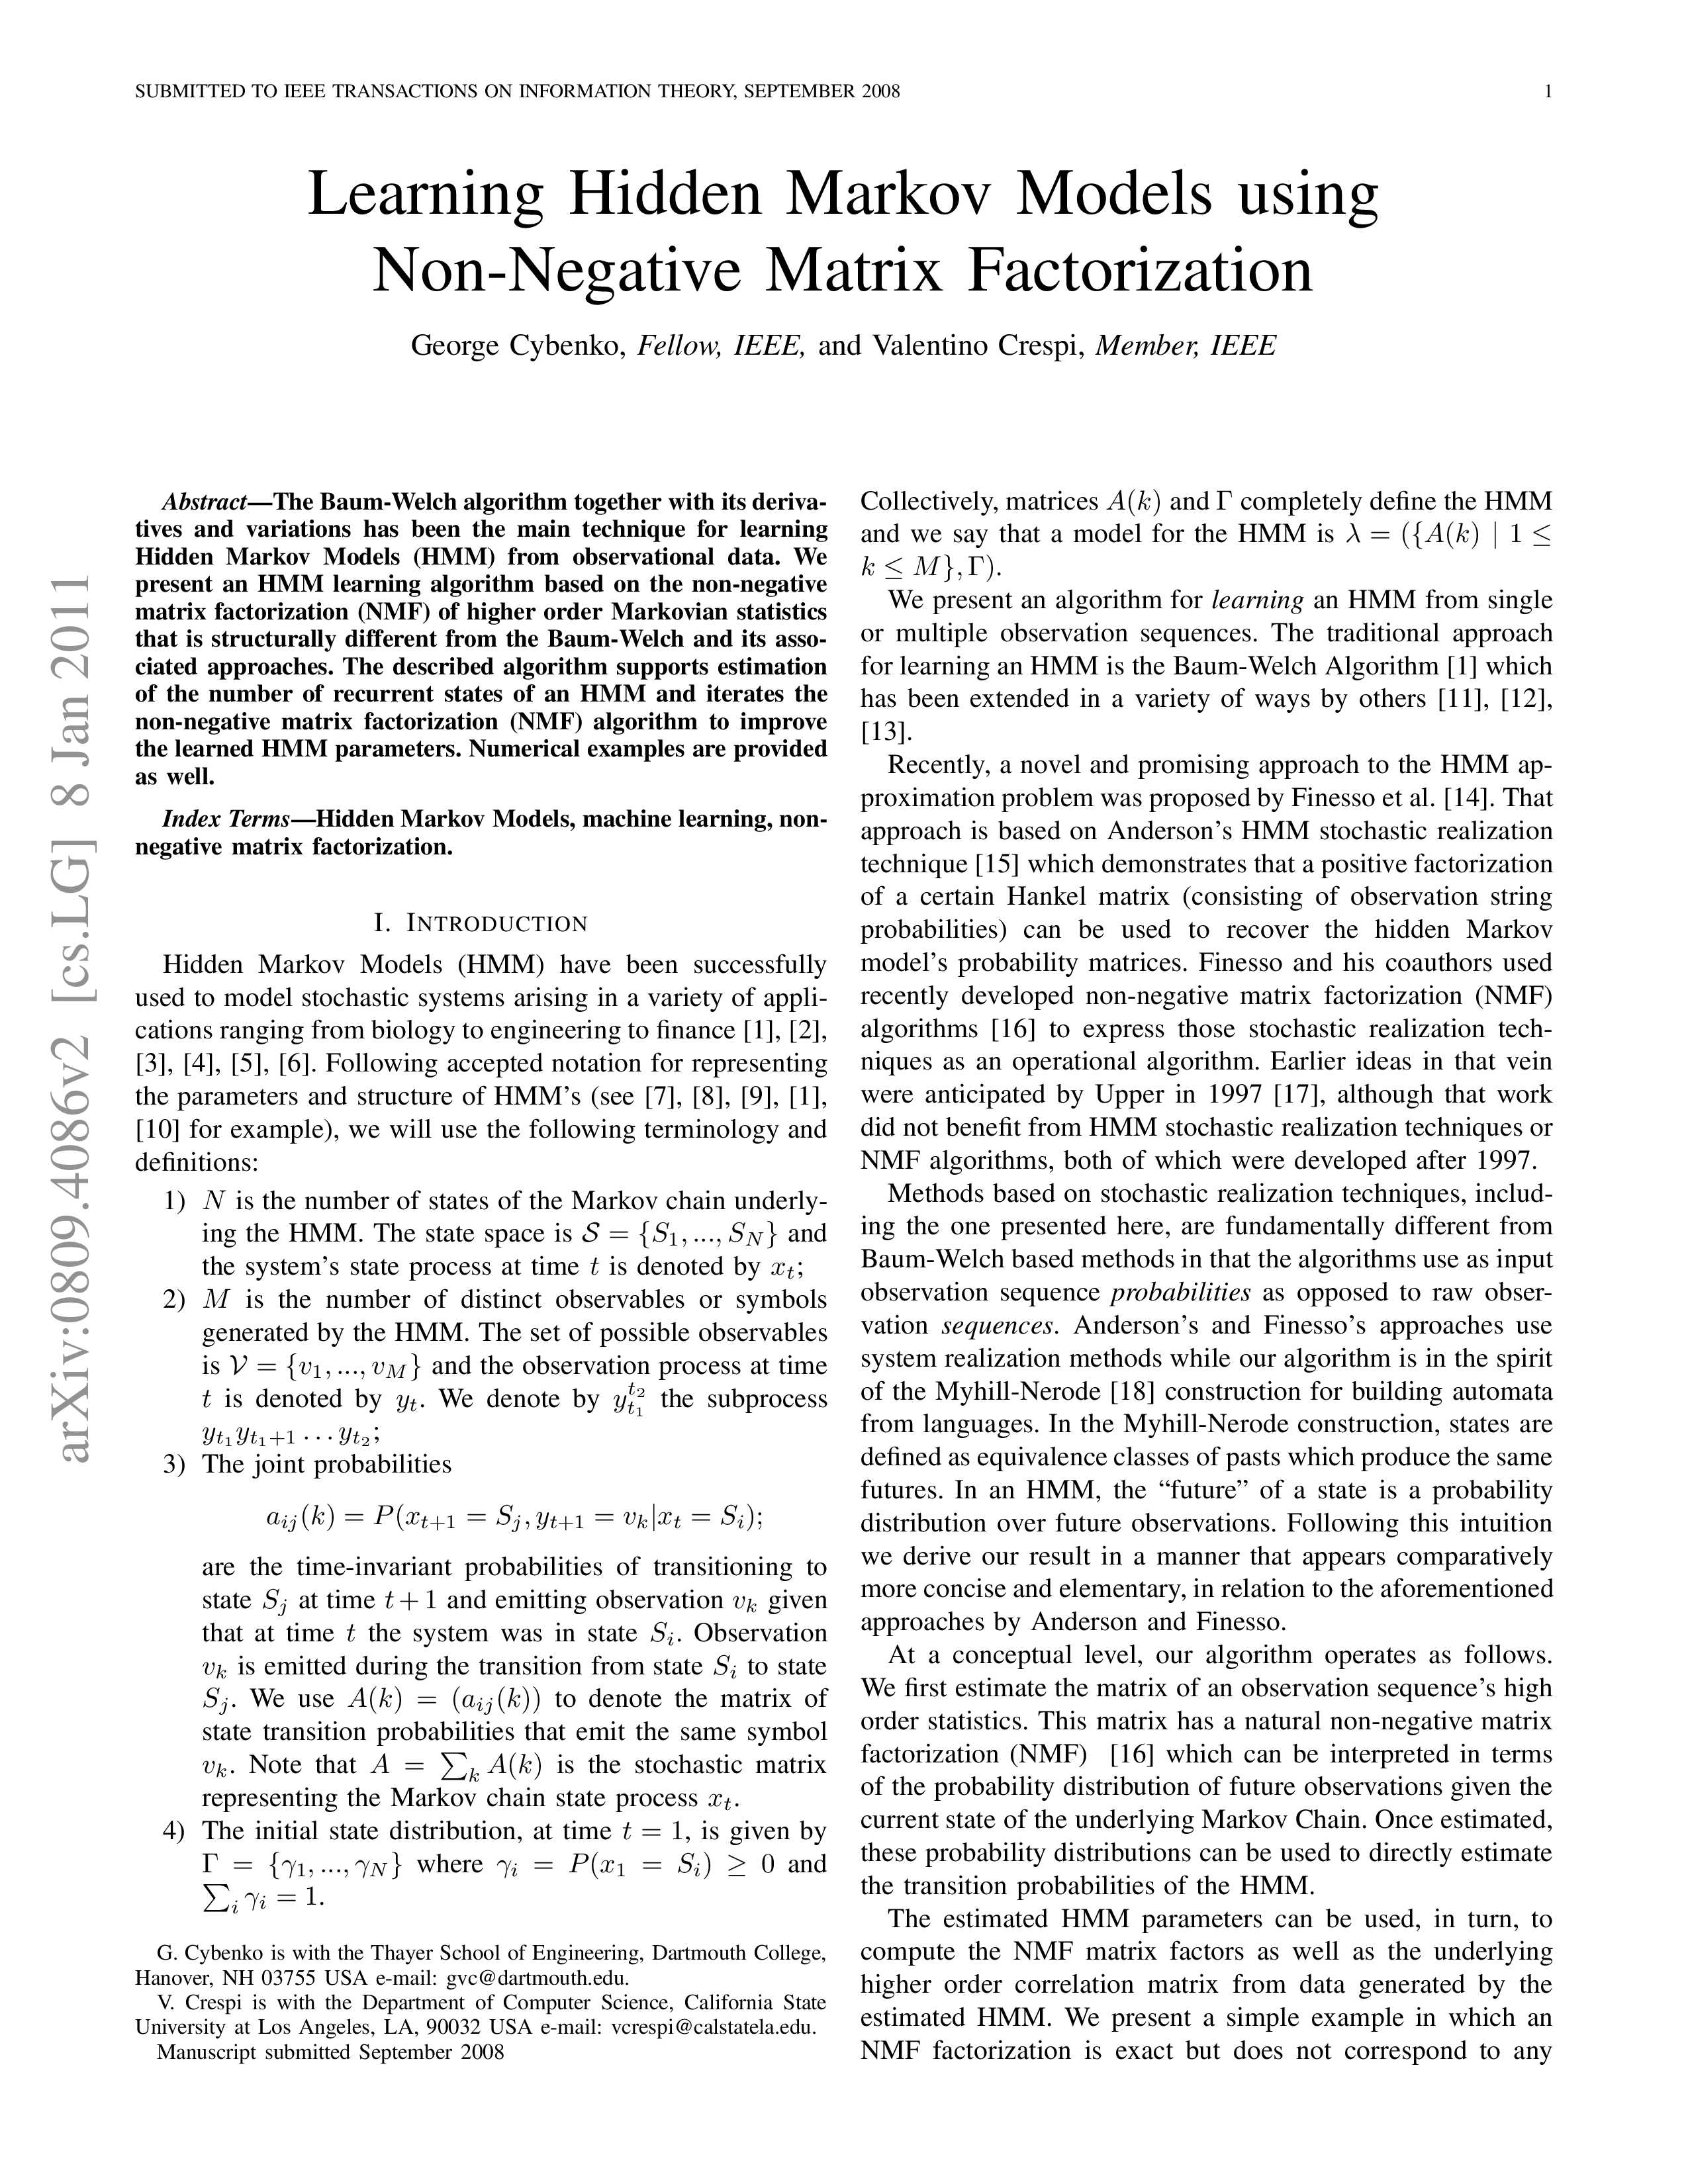 SUBMITTED TO IEEE TRANSACTIONS ON INFORMATION THEORY, SEPTEMBER 2008 1
Learning Hidden Markov Models using
Non-Negative Matrix Factorization
George Cybenko, Fellow, IEEE, and Valentino Crespi, Member, IEEE
arXiv:0809.4086v2 [cs.LG] 8 Jan 2011
Abstract—The Baum-Welch algorithm together with its deriva-
tives and variations has been the main technique for learning
Hidden Markov Models (HMM) from observational data. We
present an HMM learning algorithm based on the non-negative
matrix factorization (NMF) of higher order Markovian statistics
that is structurally different from the Baum-Welch and its asso-
ciated approaches. The described algorithm supports estimation
of the number of recurrent states of an HMM and iterates the
non-negative matrix factorization (NMF) algorithm to improve
the learned HMM parameters. Numerical examples are provided
as well.
Index Terms—Hidden Markov Models, machine learning, non-
negative matrix factorization.
I. INTRODUCTION
Hidden Markov Models (HMM) have been successfully
used to model stochastic systems arising in a variety of appli-
cations ranging from biology to engineering to finance [1], [2],
[3], [4], [5], [6]. Following accepted notation for representing
the parameters and structure of HMM's (see [7], [8], [9], [1],
[10] for example), we will use the following terminology and
definitions:
1) N is the number of states of the Markov chain underly-
ing the HMM. The state space is S = {S_1, ..., S_N} and
the system's state process at time t is denoted by x_t;
2) M is the number of distinct observables or symbols
generated by the HMM. The set of possible observables
is V = {v_1, ..., v_M} and the observation process at time
t is denoted by y_t. We denote by y_{t_1}^{t_2} the subprocess
y_{t_1} y_{t_1+1} . . . y_{t_2};
3) The joint probabilities
a_{ij}(k) = P(x_{t+1} = S_j, y_{t+1} = v_k|x_t = S_i);
are the time-invariant probabilities of transitioning to
state S_j at time t + 1 and emitting observation v_k given
that at time t the system was in state S_i. Observation
v_k is emitted during the transition from state S_i to state
S_j. We use A(k) = (a_{ij}(k)) to denote the matrix of
state transition probabilities that emit the same symbol
v_k. Note that A = ∑_k A(k) is the stochastic matrix
representing the Markov chain state process x_t.
4) The initial state distribution, at time t = 1, is given by
Γ = {γ_1, ..., γ_N} where γ_i = P(x_1 = S_i) ≥ 0 and
∑_i γ_i = 1.
G. Cybenko is with the Thayer School of Engineering, Dartmouth College,
Hanover, NH 03755 USA e-mail: gvc@dartmouth.edu.
V. Crespi is with the Department of Computer Science, California State
University at Los Angeles, LA, 90032 USA e-mail: vcrespi@calstatela.edu.
Manuscript submitted September 2008
Collectively, matrices A(k) and Γ completely define the HMM
and we say that a model for the HMM is λ = ({A(k) | 1 ≤
k ≤ M}, Γ).
We present an algorithm for learning an HMM from single
or multiple observation sequences. The traditional approach
for learning an HMM is the Baum-Welch Algorithm [1] which
has been extended in a variety of ways by others [11], [12],
[13].
Recently, a novel and promising approach to the HMM ap-
proximation problem was proposed by Finesso et al. [14]. That
approach is based on Anderson's HMM stochastic realization
technique [15] which demonstrates that a positive factorization
of a certain Hankel matrix (consisting of observation string
probabilities) can be used to recover the hidden Markov
model's probability matrices. Finesso and his coauthors used
recently developed non-negative matrix factorization (NMF)
algorithms [16] to express those stochastic realization tech-
niques as an operational algorithm. Earlier ideas in that vein
were anticipated by Upper in 1997 [17], although that work
did not benefit from HMM stochastic realization techniques or
NMF algorithms, both of which were developed after 1997.
Methods based on stochastic realization techniques, includ-
ing the one presented here, are fundamentally different from
Baum-Welch based methods in that the algorithms use as input
observation sequence probabilities as opposed to raw obser-
vation sequences. Anderson's and Finesso's approaches use
system realization methods while our algorithm is in the spirit
of the Myhill-Nerode [18] construction for building automata
from languages. In the Myhill-Nerode construction, states are
defined as equivalence classes of pasts which produce the same
futures. In an HMM, the “future” of a state is a probability
distribution over future observations. Following this intuition
we derive our result in a manner that appears comparatively
more concise and elementary, in relation to the aforementioned
approaches by Anderson and Finesso.
At a conceptual level, our algorithm operates as follows.
We first estimate the matrix of an observation sequence's high
order statistics. This matrix has a natural non-negative matrix
factorization (NMF) [16] which can be interpreted in terms
of the probability distribution of future observations given the
current state of the underlying Markov Chain. Once estimated,
these probability distributions can be used to directly estimate
the transition probabilities of the HMM.
The estimated HMM parameters can be used, in turn, to
compute the NMF matrix factors as well as the underlying
higher order correlation matrix from data generated by the
estimated HMM. We present a simple example in which an
NMF factorization is exact but does not correspond to any